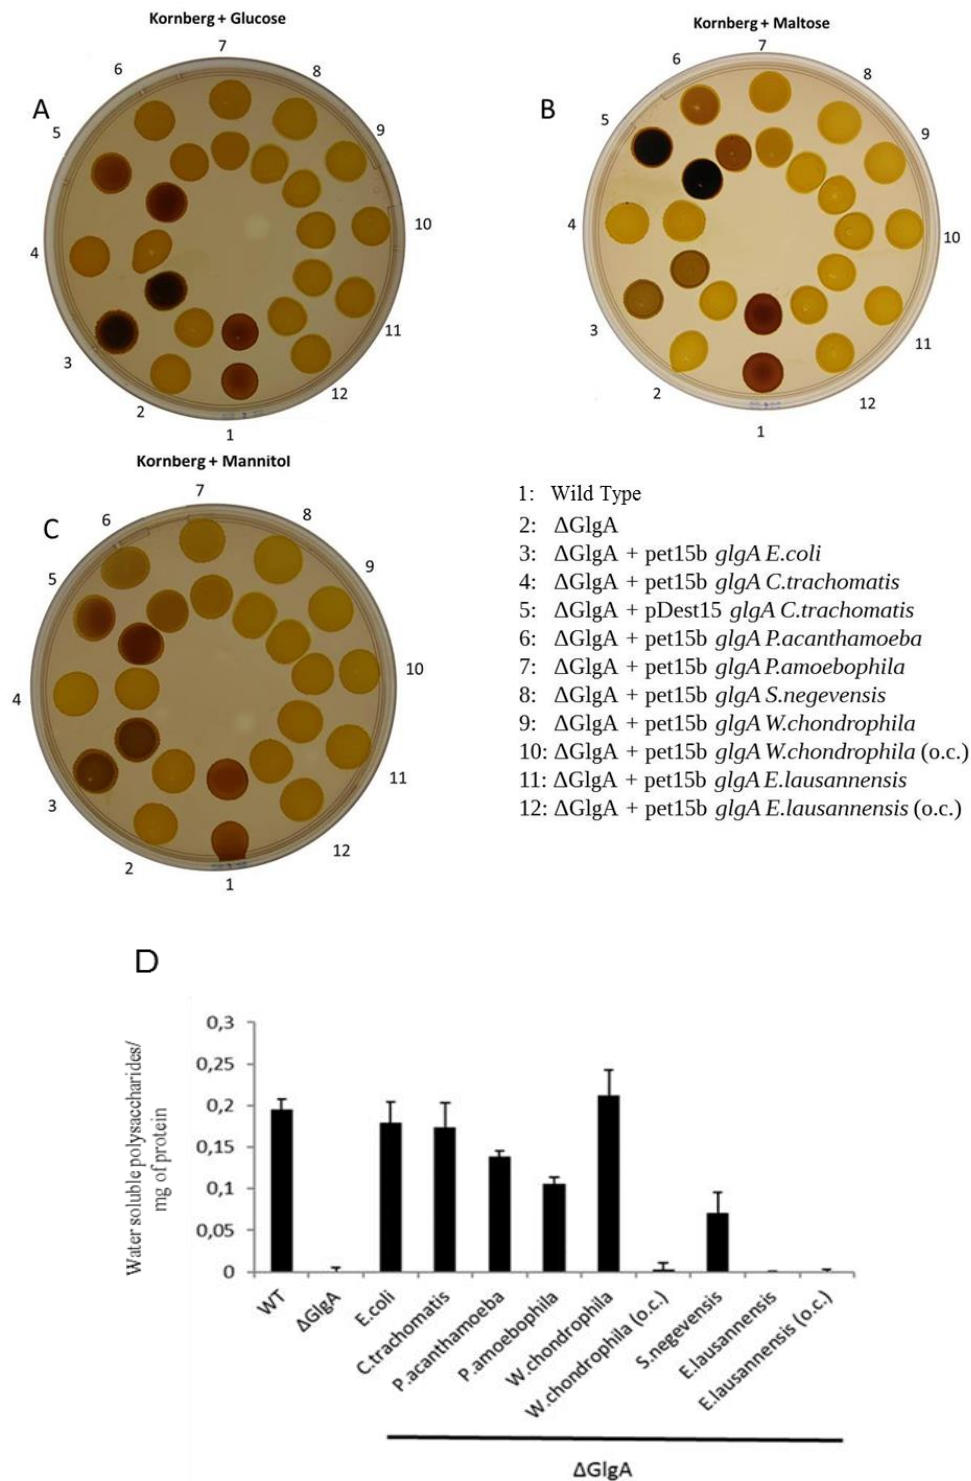 Kornberg + Glucose
A
1
2
3
4
5
6
7
8
9
10
11
12
Kornberg + Maltose
B
1
2
3
4
5
6
7
8
9
10
11
12
Kornberg + Mannitol
C
1
2
3
4
5
6
7
8
9
10
11
12
1: Wild Type
2: ΔGlgA
3: ΔGlgA + pet15b glgA E.coli
4: ΔGlgA + pet15b glgA C.trachomatis
5: ΔGlgA + pDest15 glgA C.trachomatis
6: ΔGlgA + pet15b glgA P.acanthamoeba
7: ΔGlgA + pet15b glgA P.amoebophila
8: ΔGlgA + pet15b glgA S.negevensis
9: ΔGlgA + pet15b glgA W.chondrophila
10: ΔGlgA + pet15b glgA W.chondrophila (o.c.)
11: ΔGlgA + pet15b glgA E.lausannensis
12: ΔGlgA + pet15b glgA E.lausannensis (o.c.)
D
Water soluble polysaccharides/
mg of protein
0,3
0,25
0,2
0,15
0,1
0,05
0
WT
ΔGlgA
E.coli
C.trachomatis
P.acanthamoeba
P.amoebophila
W.chondrophila
W.chondrophila (o.c.)
S.negevensis
E.lausannensis
E.lausannensis (o.c.)
ΔGlgA